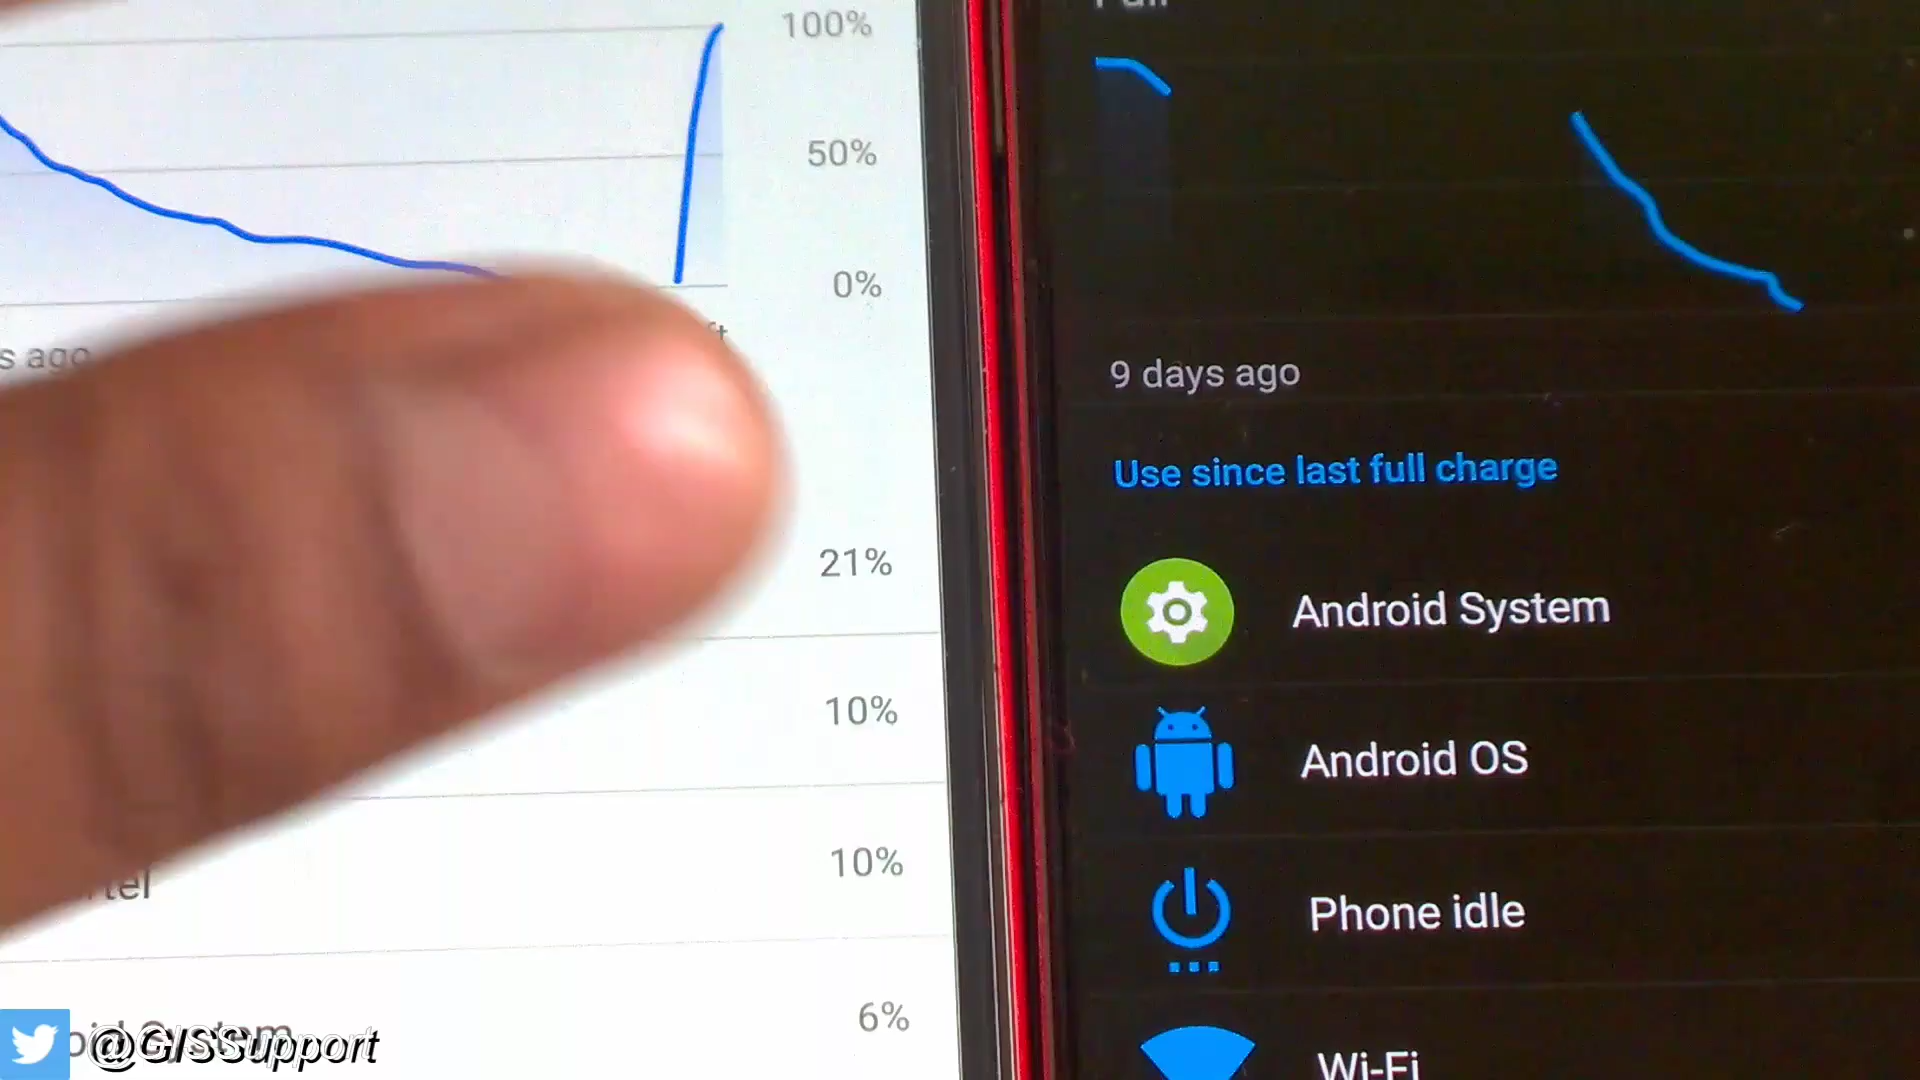 100%
50%
0%
s ago
21%
10%
10%
6%
9 days ago
Use since last full charge
Android System
Android OS
Phone idle
Wi-Fi
@GISSupport